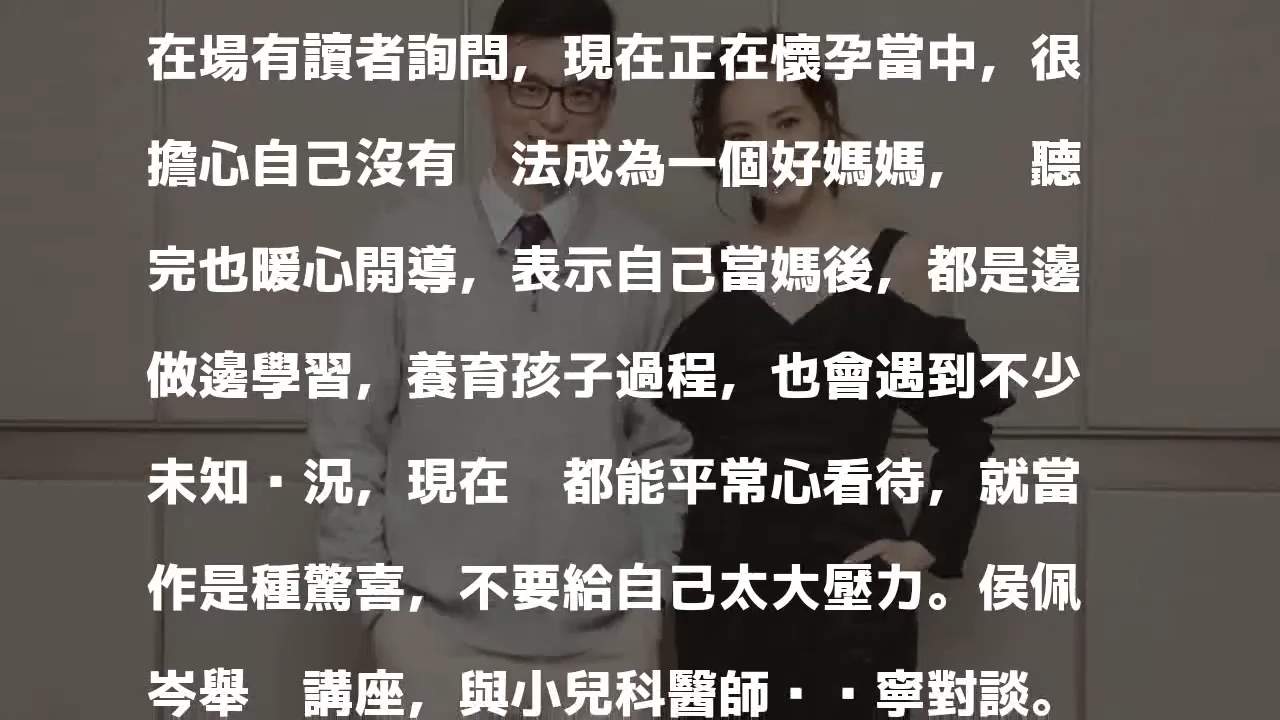 在場有讀者詢問，現在正在懷孕當中，很
擔心自己沒有　法成為一個好媽媽，　聽
完也暖心開導，表示自己當媽後，都是邊
做邊學習，養育孩子過程，也會遇到不少
未知·況，現在　都能平常心看待，就當
作是種驚喜，不要給自己太大壓力。侯佩
岑舉　講座，與小兒科醫師··寧對談。